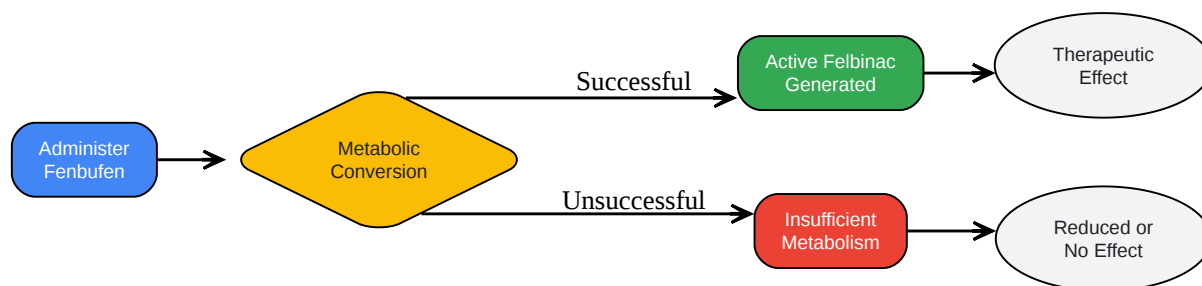 Administer
Fenbufen
Metabolic
Conversion
Successful
Active Felbinac
Generated
Therapeutic
Effect
Unsuccessful
Insufficient
Metabolism
Reduced or
No Effect